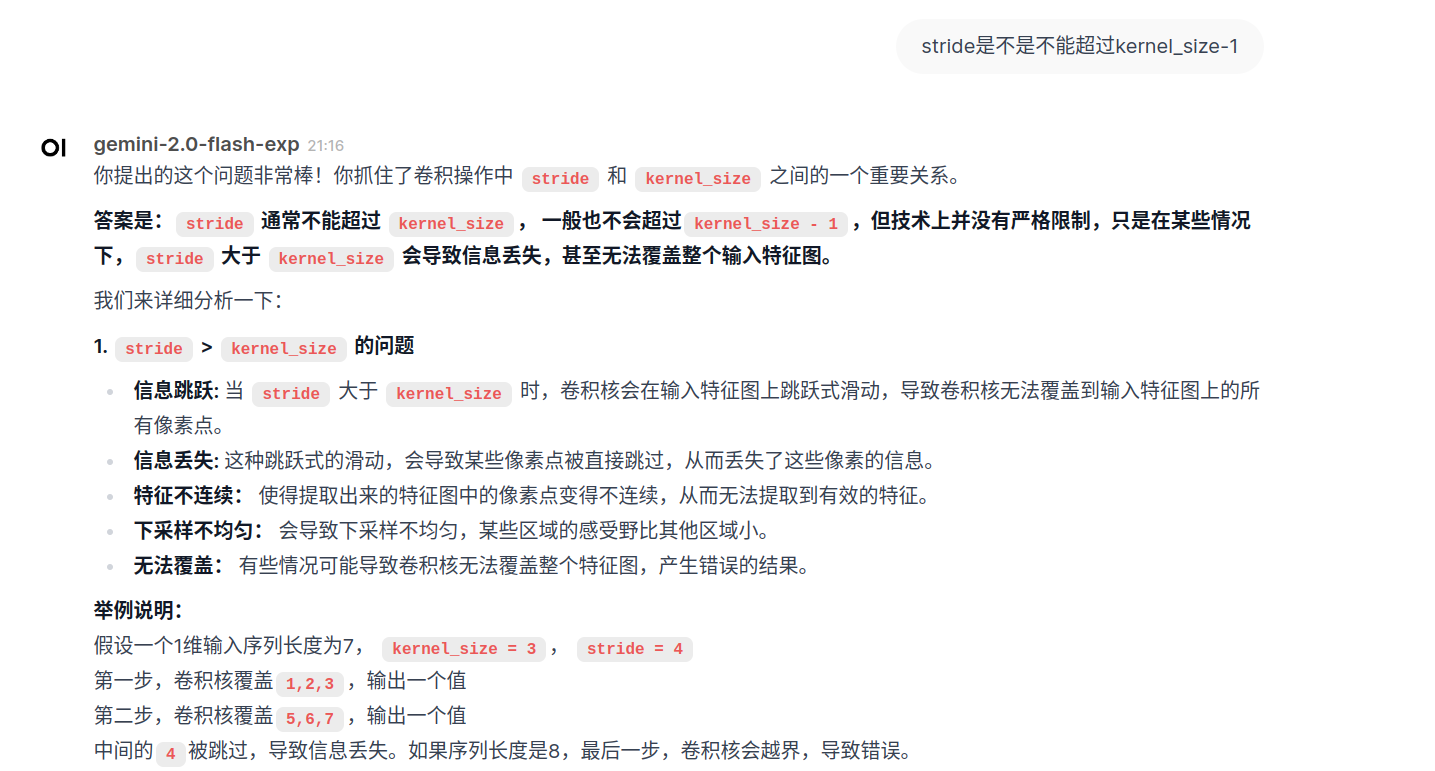 stride是不是不能超过kernel_size-1
OI gemini-2.0-flash-exp 21:16
你提出的这个问题非常棒！你抓住了卷积操作中 stride 和 kernel_size 之间的一个重要关系。
答案是： stride 通常不能超过 kernel_size ，一般也不会超过 kernel_size - 1 ，但技术上并没有严格限制，只是在某些情况
下， stride 大于 kernel_size 会导致信息丢失，甚至无法覆盖整个输入特征图。
我们来详细分析一下：
1. stride > kernel_size 的问题
• 信息跳跃: 当 stride 大于 kernel_size 时，卷积核会在输入特征图上跳跃式滑动，导致卷积核无法覆盖到输入特征图上的所
有像素点。
• 信息丢失: 这种跳跃式的滑动，会导致某些像素点被直接跳过，从而丢失了这些像素的信息。
• 特征不连续： 使得提取出来的特征图中的像素点变得不连续，从而无法提取到有效的特征。
• 下采样不均匀： 会导致下采样不均匀，某些区域的感受野比其他区域小。
• 无法覆盖： 有些情况可能导致卷积核无法覆盖整个特征图，产生错误的结果。
举例说明：
假设一个1维输入序列长度为7， kernel_size = 3 ， stride = 4
第一步，卷积核覆盖 1,2,3 ，输出一个值
第二步，卷积核覆盖 5,6,7 ，输出一个值
中间的 4 被跳过，导致信息丢失。如果序列长度是8，最后一步，卷积核会越界，导致错误。